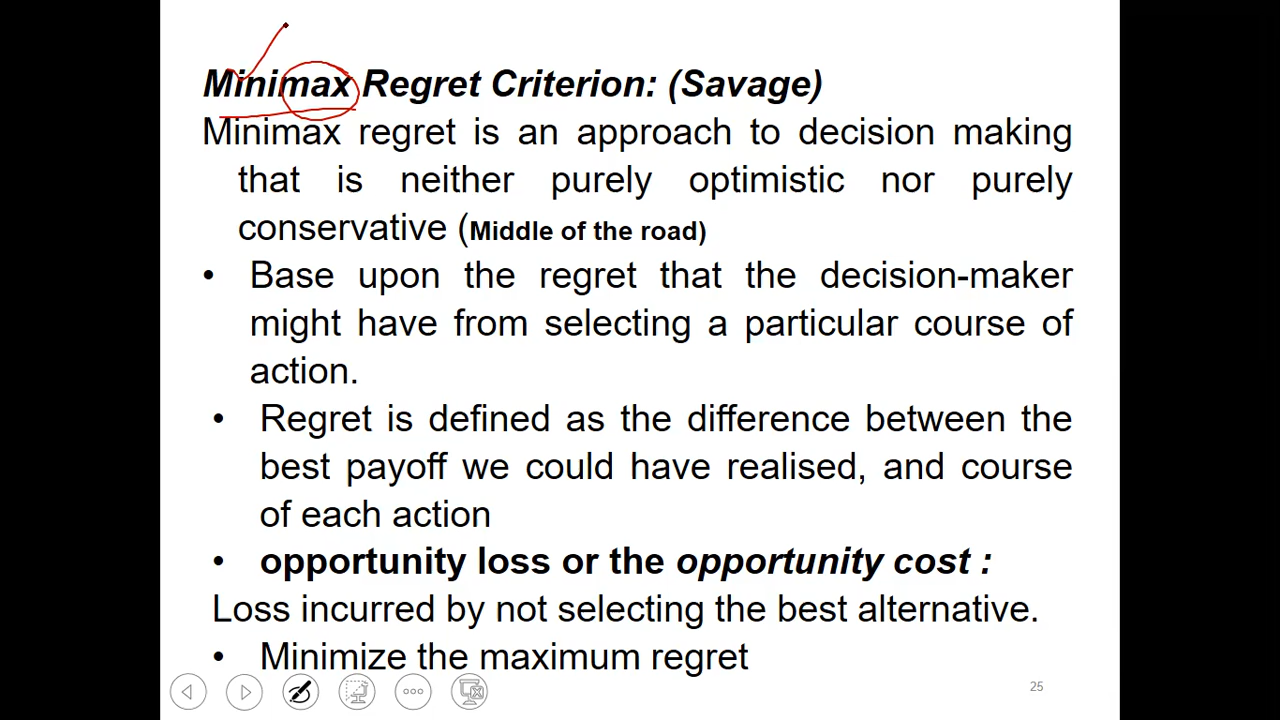 Minimax Regret Criterion: (Savage)
Minimax regret is an approach to decision making
that is neither purely optimistic nor purely
conservative (Middle of the road)
• Base upon the regret that the decision-maker
might have from selecting a particular course of
action.
• Regret is defined as the difference between the
best payoff we could have realised, and course
of each action
• opportunity loss or the opportunity cost :
Loss incurred by not selecting the best alternative.
• Minimize the maximum regret
25